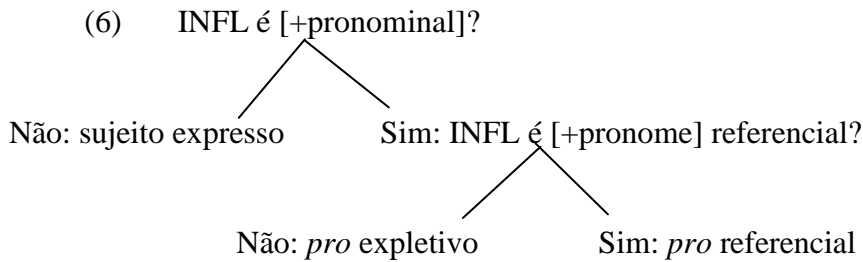 (6) INFL é [+pronominal]?
Não: sujeito expresso Sim: INFL é [+pronome] referencial?
Não: pro expletivo Sim: pro referencial